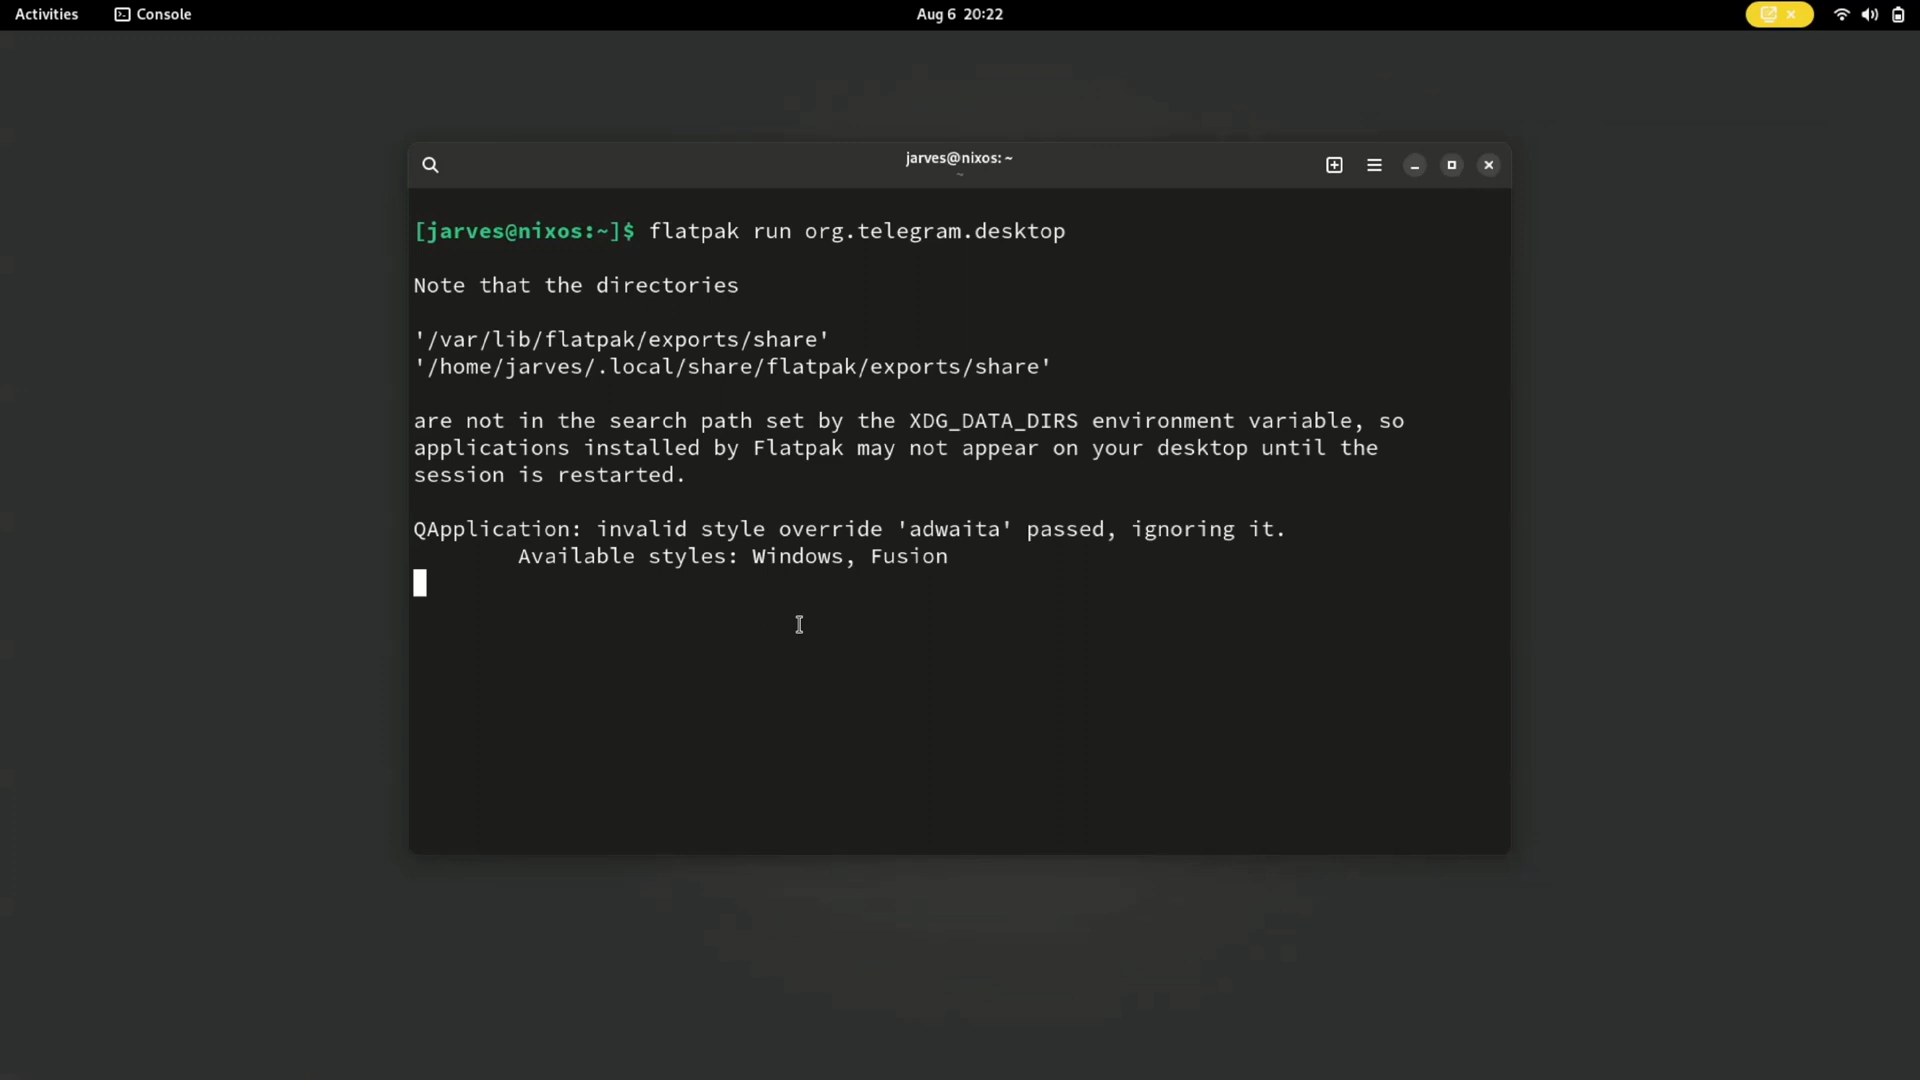 Activities
Console
Aug 6 20:22
jarves@nixos: ~
~
[jarves@nixos:~]$ flatpak run org.telegram.desktop
Note that the directories
'/var/lib/flatpak/exports/share'
'/home/jarves/.local/share/flatpak/exports/share'
are not in the search path set by the XDG_DATA_DIRS environment variable, so
applications installed by Flatpak may not appear on your desktop until the
session is restarted.
QApplication: invalid style override 'adwaita' passed, ignoring it.
Available styles: Windows, Fusion